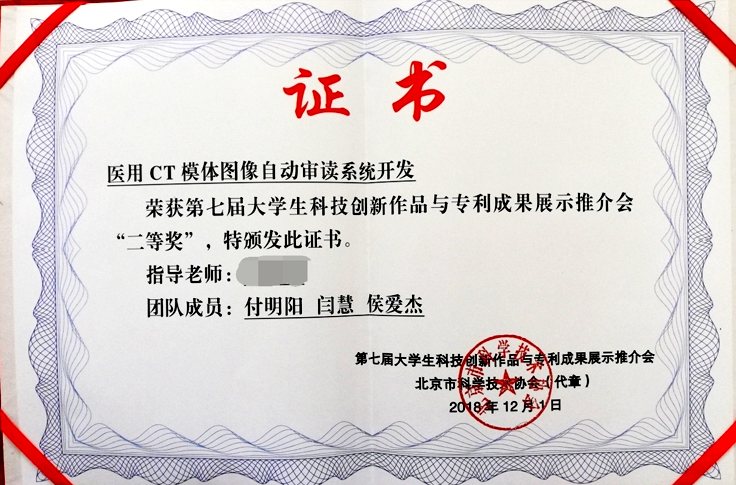 证书
医用CT模体图像自动审读系统开发
荣获第七届大学生科技创新作品与专利成果展示推介会
“二等奖”，特颁发此证书。
指导老师：
团队成员：付明阳 闫慧 侯爱杰
第七届大学生科技创新作品与专利成果展示推介会
北京市科学技术协会（代章）
2018年12月1日